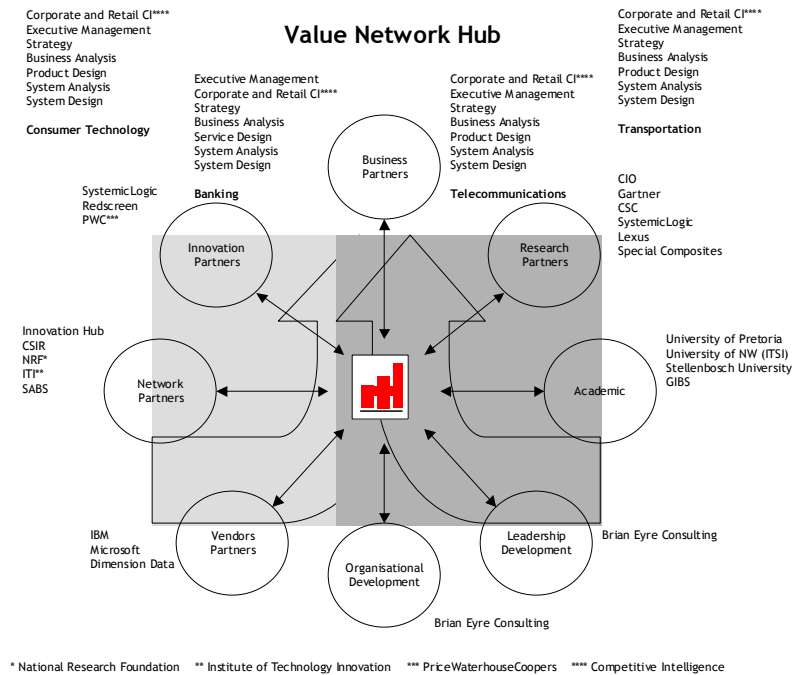 Value Network Hub
Corporate and Retail CI****
Executive Management
Strategy
Business Analysis
Product Design
System Analysis
System Design
Consumer Technology
Executive Management
Corporate and Retail CI****
Strategy
Business Analysis
Service Design
System Analysis
System Design
Banking
Corporate and Retail CI****
Executive Management
Strategy
Business Analysis
Product Design
System Analysis
System Design
Telecommunications
Corporate and Retail CI****
Executive Management
Strategy
Business Analysis
Product Design
System Analysis
System Design
Transportation
Business
Partners
SystemicLogic
Redscreen
PWC***
Innovation
Partners
Research
Partners
CIO
Gartner
CSC
SystemicLogic
Lexus
Special Composites
Innovation Hub
CSIR
NRF*
ITI**
SABS
Network
Partners
Academic
University of Pretoria
University of NW (ITSI)
Stellenbosch University
GIBS
IBM
Microsoft
Dimension Data
Vendors
Partners
Organisational
Development
Brian Eyre Consulting
Leadership
Development
Brian Eyre Consulting
* National Research Foundation ** Institute of Technology Innovation *** PriceWaterhouseCoopers **** Competitive Intelligence